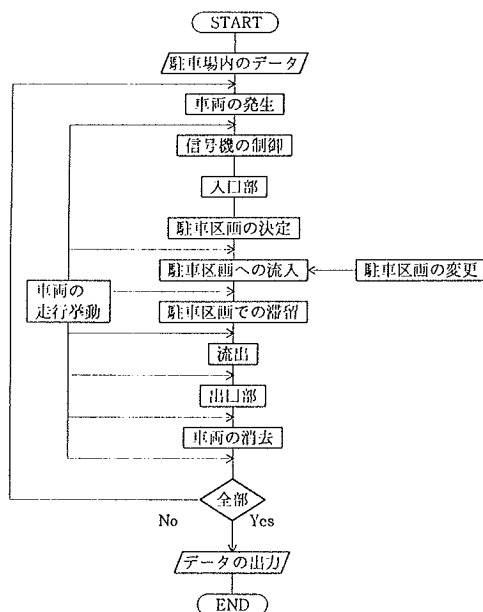 START
駐車場内のデータ
車両の発生
信号機の制御
入口部
駐車区画の決定
駐車区画への流入
駐車区画の変更
車両の
走行挙動
駐車区画での滞留
流出
出口部
車両の消去
全部
No
Yes
データの出力
END